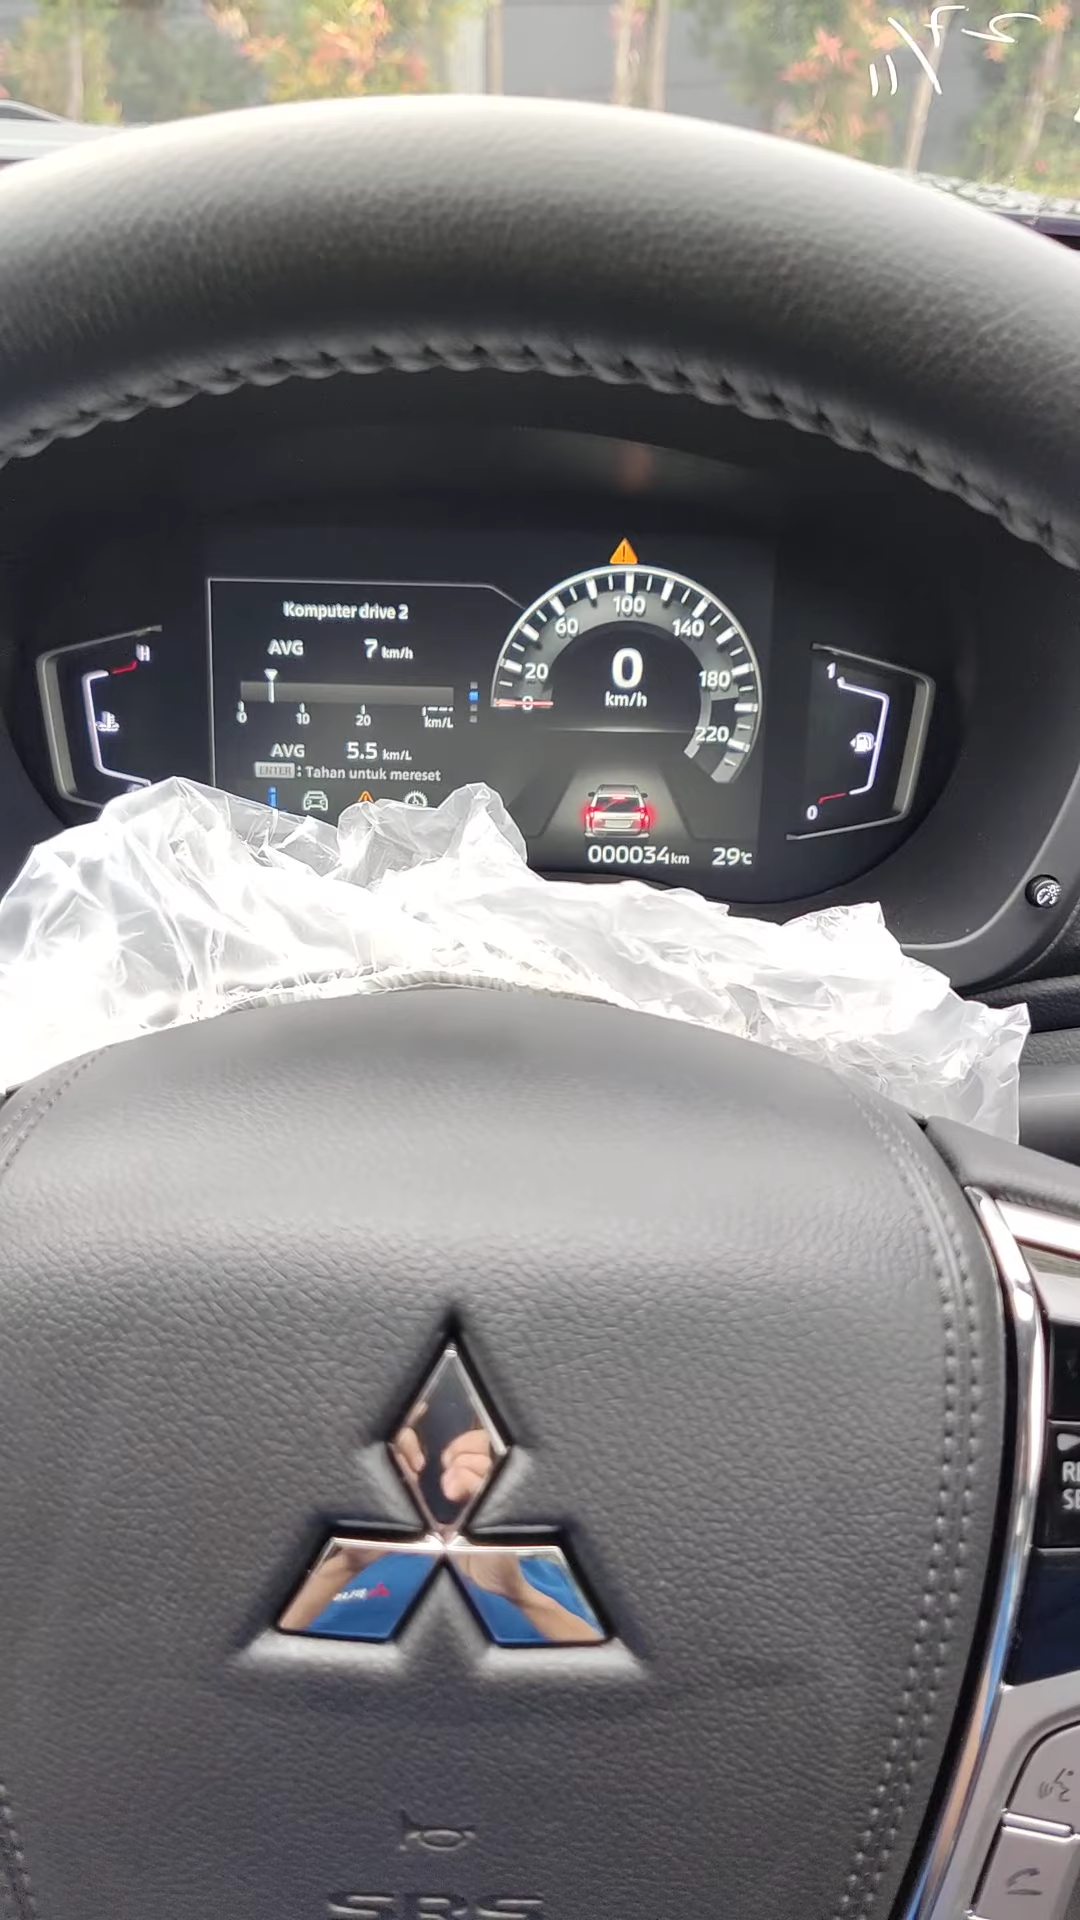 Komputer drive 2
AVG 7 km/h
0 10 20 km/L
AVG 5.5 km/L
ENTER : Tahan untuk mereset
H
0 20 60 100 140 180 220
0
km/h
000034km 29°C
1
0
SRS